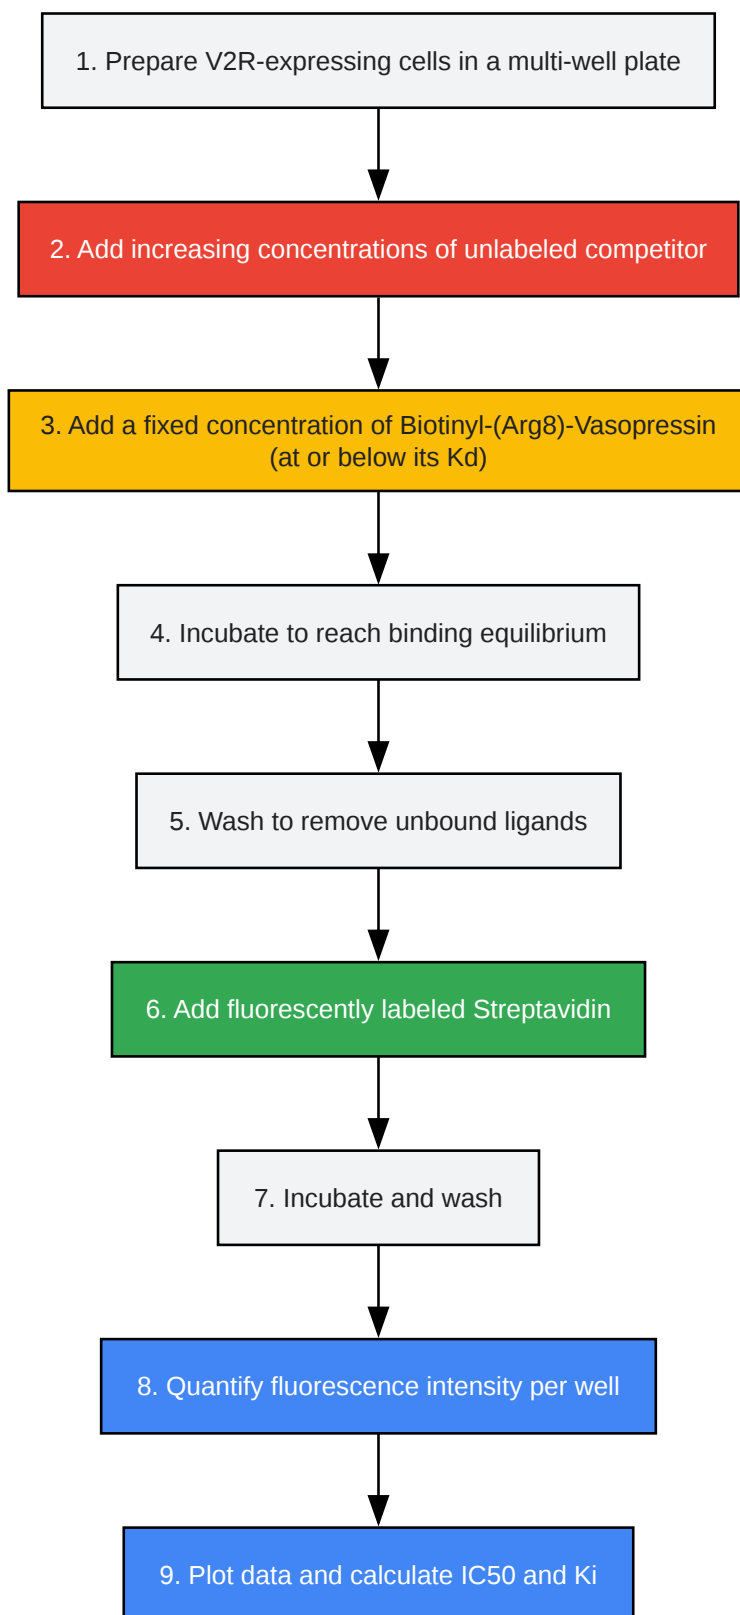 1. Prepare V2R-expressing cells in a multi-well plate
2. Add increasing concentrations of unlabeled competitor
3. Add a fixed concentration of Biotinyl-(Arg8)-Vasopressin
(at or below its Kd)
4. Incubate to reach binding equilibrium
5. Wash to remove unbound ligands
6. Add fluorescently labeled Streptavidin
7. Incubate and wash
8. Quantify fluorescence intensity per well
9. Plot data and calculate IC50 and Ki